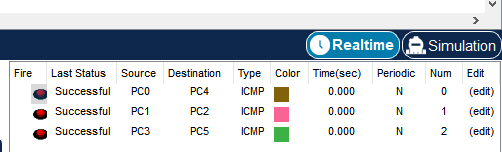 Realtime Simulation
Fire Last Status Source Destination Type Color Time(sec) Periodic Num Edit
Successful PC0 PC4 ICMP 0.000 N 0 (edit)
Successful PC1 PC2 ICMP 0.000 N 1 (edit)
Successful PC3 PC5 ICMP 0.000 N 2 (edit)